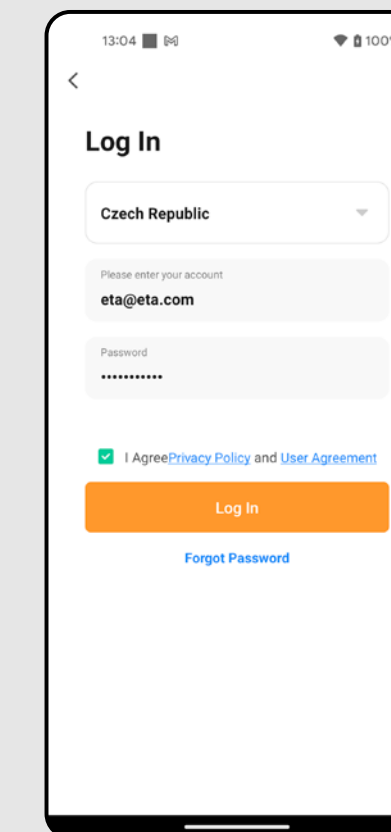 13:04
100%
Log In
Czech Republic
Please enter your account
eta@eta.com
Password
•••••••••••
I AgreePrivacy Policy and User Agreement
Log In
Forgot Password